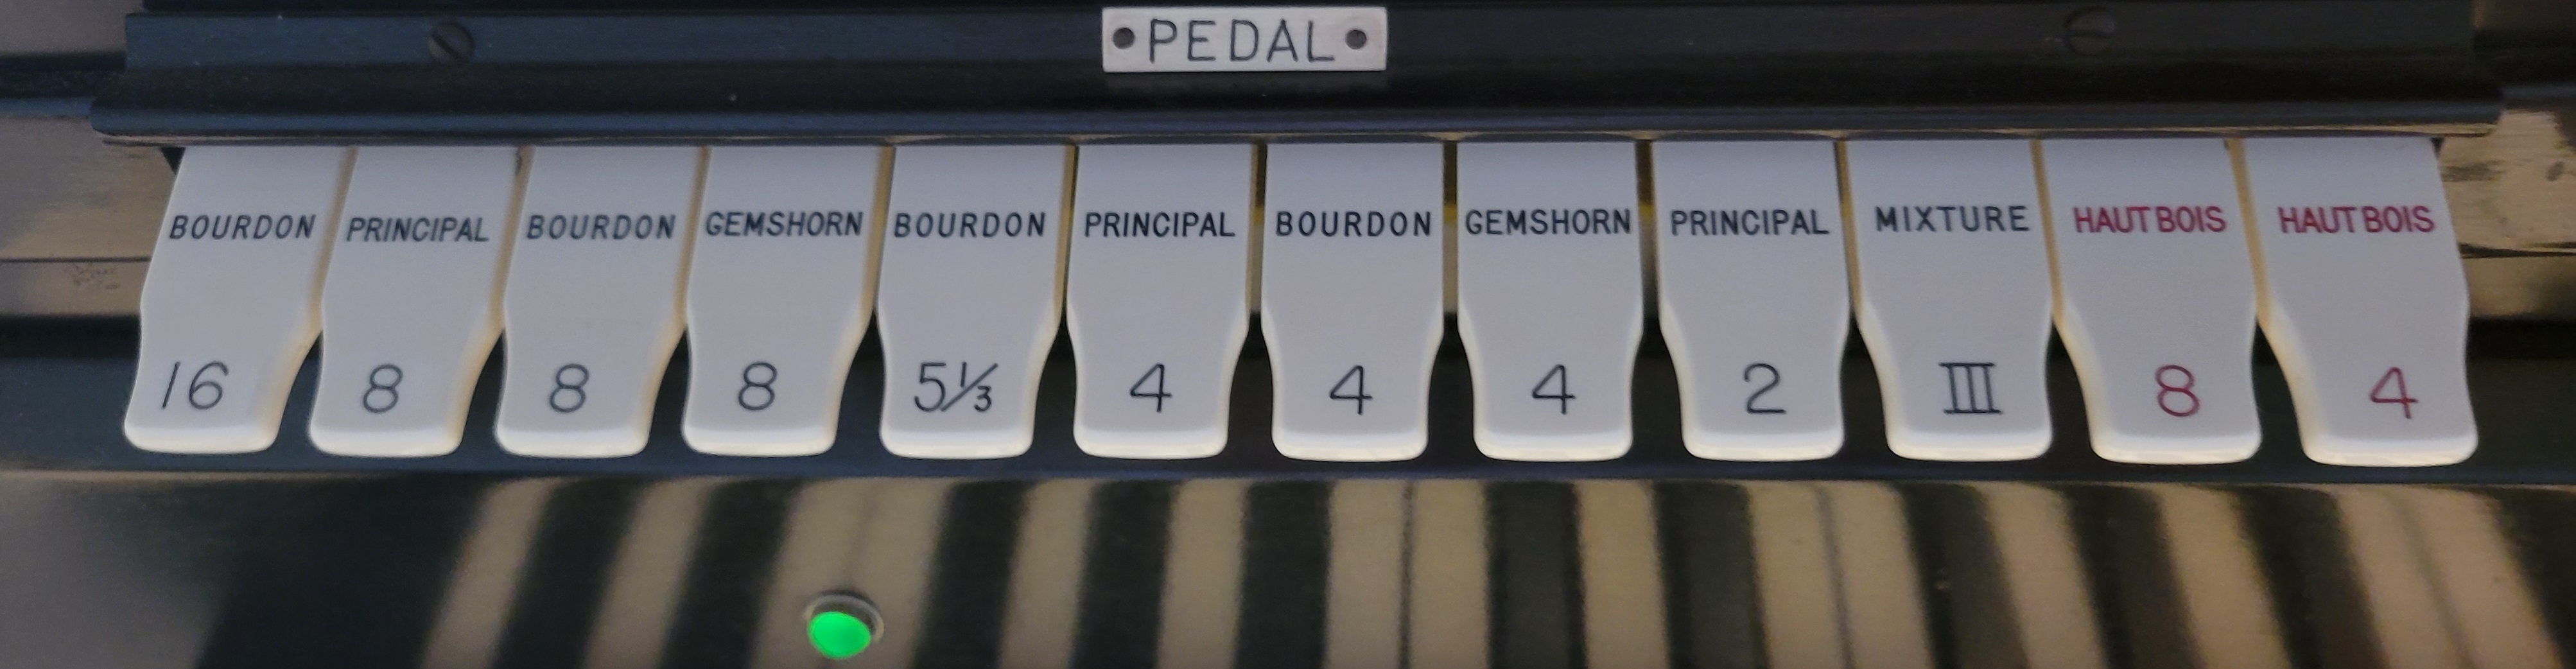 PEDAL
BOURDON PRINCIPAL BOURDON GEMSHORN BOURDON PRINCIPAL BOURDON GEMSHORN PRINCIPAL MIXTURE HAUTBOIS HAUTBOIS
16 8 8 8 5⅓ 4 4 4 2 III 8 4